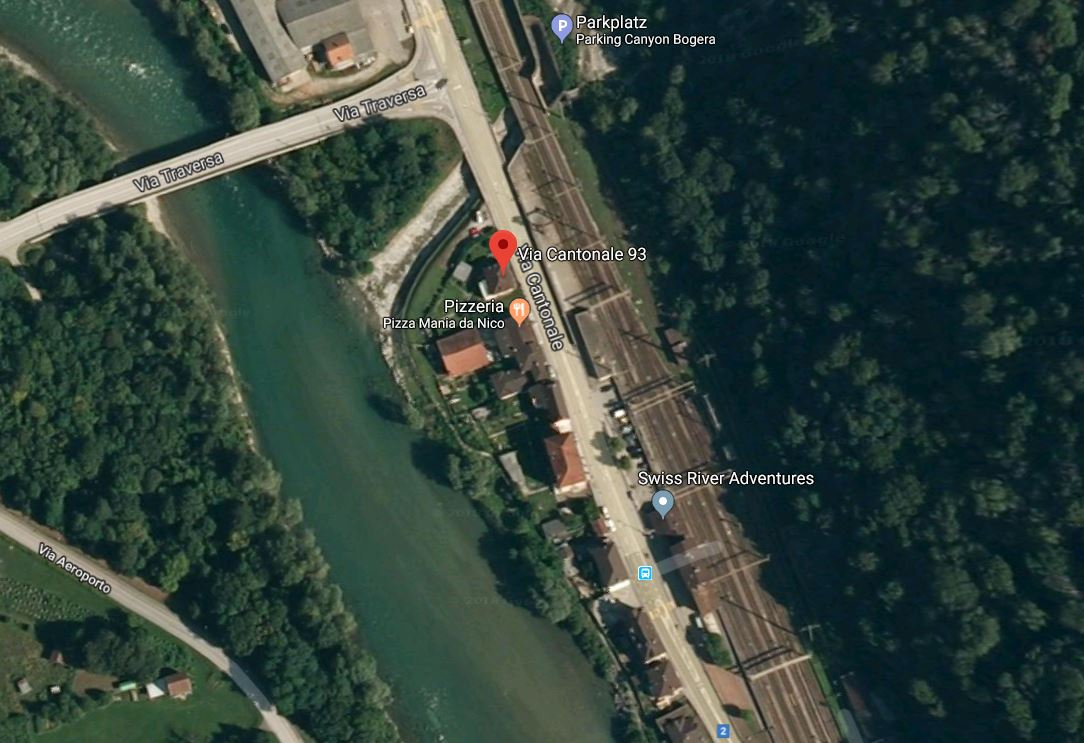 P
Parkplatz
Parking Canyon Bogera
Via Traversa
Via Traversa
Via Cantonale 93
Via Cantonale
Pizzeria
Pizza Mania da Nico
Swiss River Adventures
Via Aeroporto
2